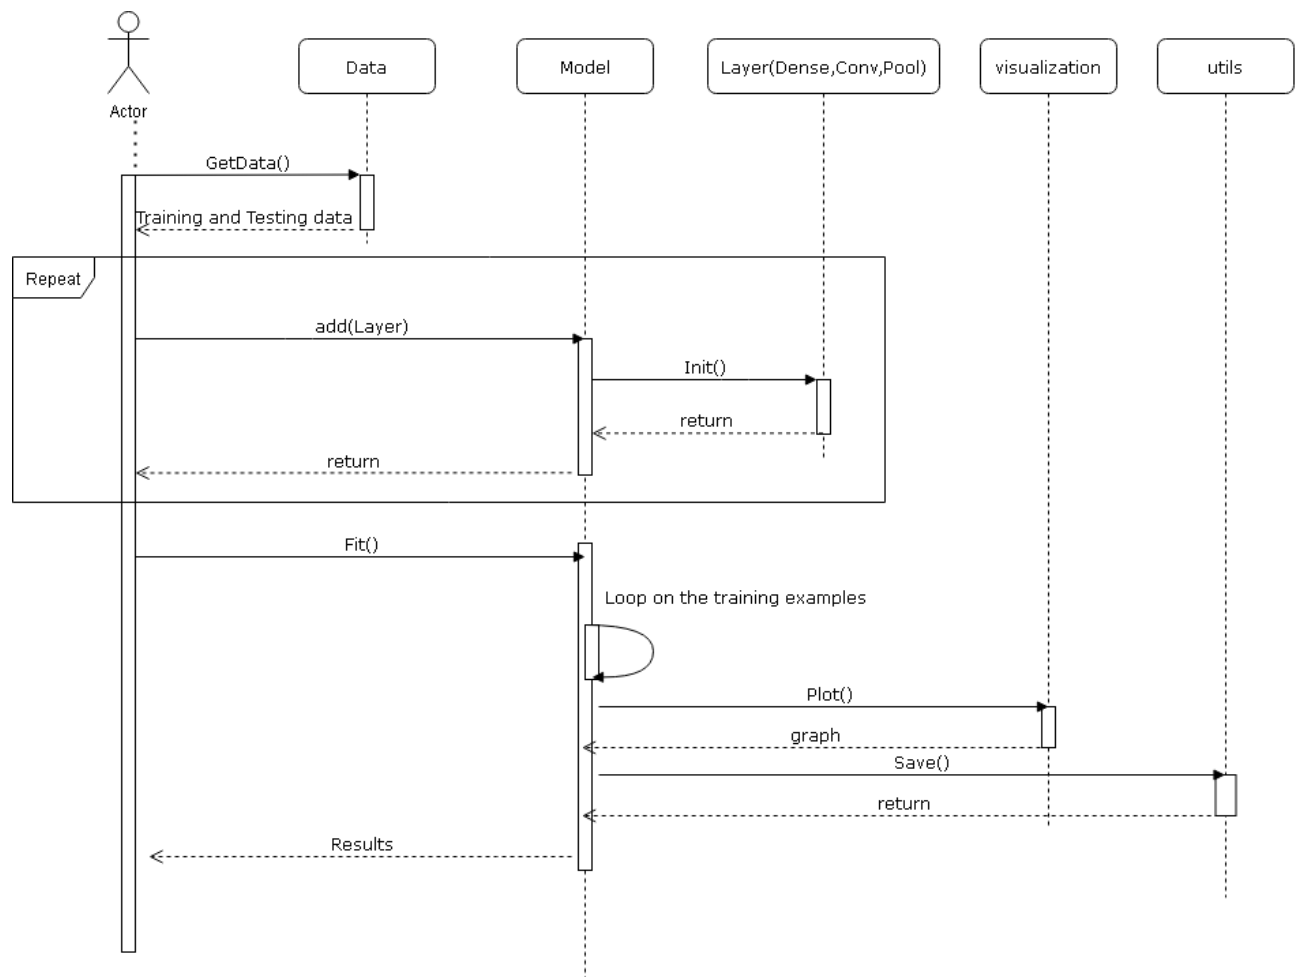 Actor
Data
Model
Layer(Dense,Conv,Pool)
visualization
utils
GetData()
Training and Testing data
Repeat
add(Layer)
Init()
return
return
Fit()
Loop on the training examples
Plot()
graph
Save()
return
Results